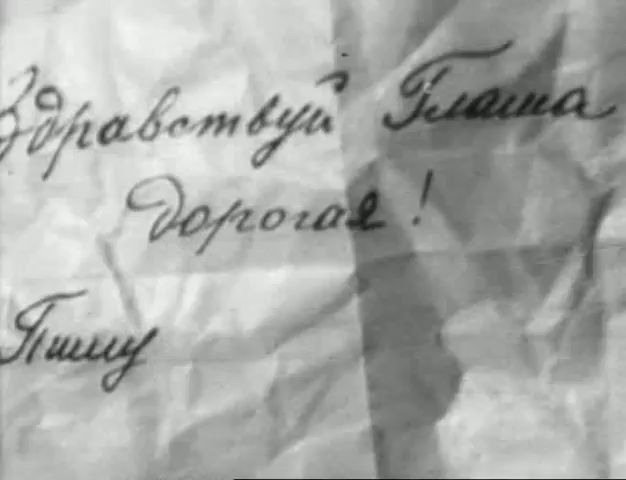 Здравствуй Глаша
дорогая!
Пишу